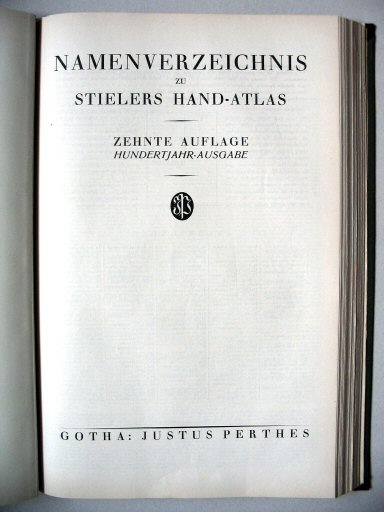 NAMENVERZEICHNIS
ZU
STIELERS HAND-ATLAS
ZEHNTE AUFLAGE
HUNDERTJAHR-AUSGABE
GOTHA: JUSTUS PERTHES